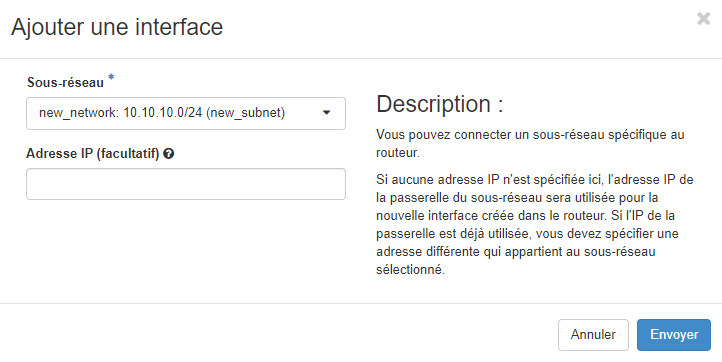 Ajouter une interface
×
Sous-réseau *
new_network: 10.10.10.0/24 (new_subnet)
Adresse IP (facultatif)
Description :
Vous pouvez connecter un sous-réseau spécifique au
routeur.
Si aucune adresse IP n'est spécifiée ici, l'adresse IP de
la passerelle du sous-réseau sera utilisée pour la
nouvelle interface créée dans le routeur. Si l'IP de la
passerelle est déjà utilisée, vous devez spécifier une
adresse différente qui appartient au sous-réseau
sélectionné.
Annuler
Envoyer